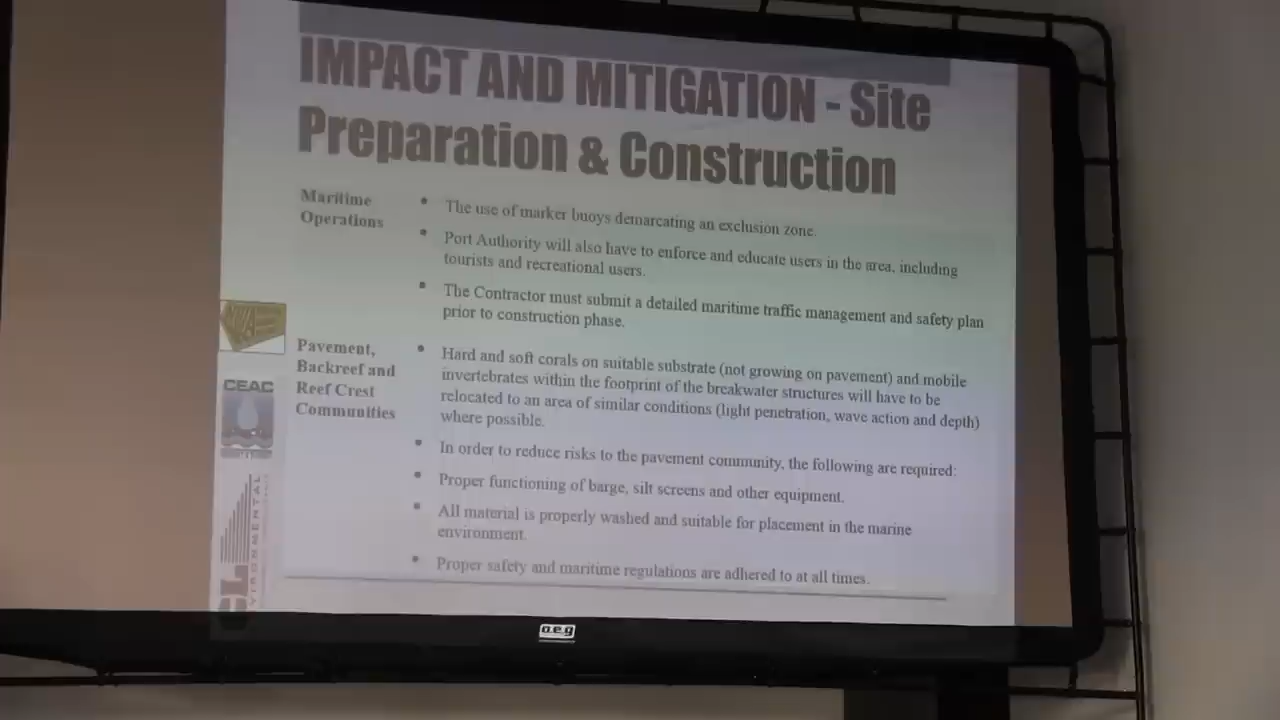 IMPACT AND MITIGATION - Site
Preparation & Construction
Maritime
Operations
• The use of marker buoys demarcating an exclusion zone.
• Port Authority will also have to enforce and educate users in the area, including
tourists and recreational users.
• The Contractor must submit a detailed maritime traffic management and safety plan
prior to construction phase.
Pavement,
Backreef and
Reef Crest
Communities
• Hard and soft corals on suitable substrate (not growing on pavement) and mobile
invertebrates within the footprint of the breakwater structures will have to be
relocated to an area of similar conditions (light penetration, wave action and depth)
where possible.
• In order to reduce risks to the pavement community, the following are required:
• Proper functioning of barge, silt screens and other equipment.
• All material is properly washed and suitable for placement in the marine
environment.
• Proper safety and maritime regulations are adhered to at all times.
CEAC
CL
aeg